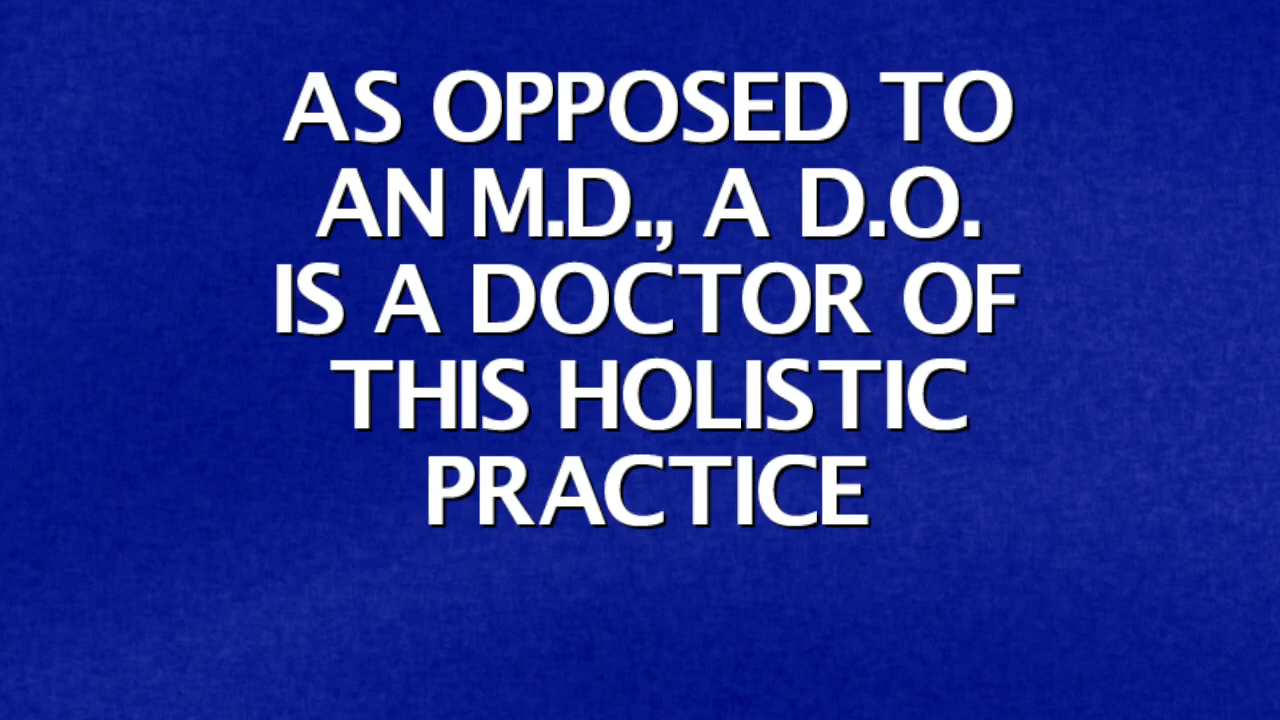 AS OPPOSED TO
AN M.D., A D.O.
IS A DOCTOR OF
THIS HOLISTIC
PRACTICE